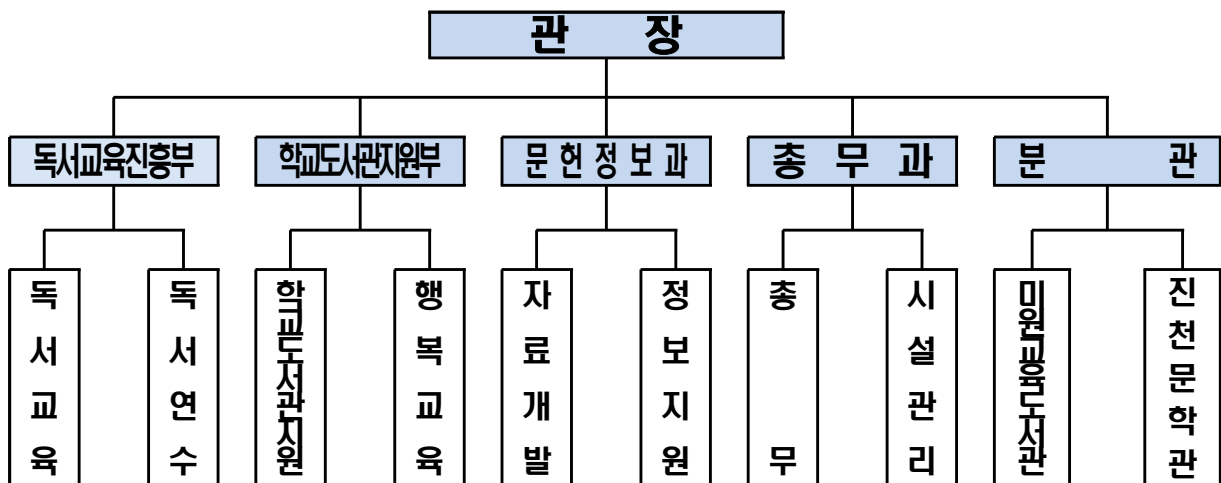 관 장
독서교육진흥부
학교도서관지원부
문헌정보과
총무과
분 관
독서교육
독서연수
학교도서관지원
행복교육
자료개발
정보지원
총무
시설관리
미원교육도서관
진천문학관